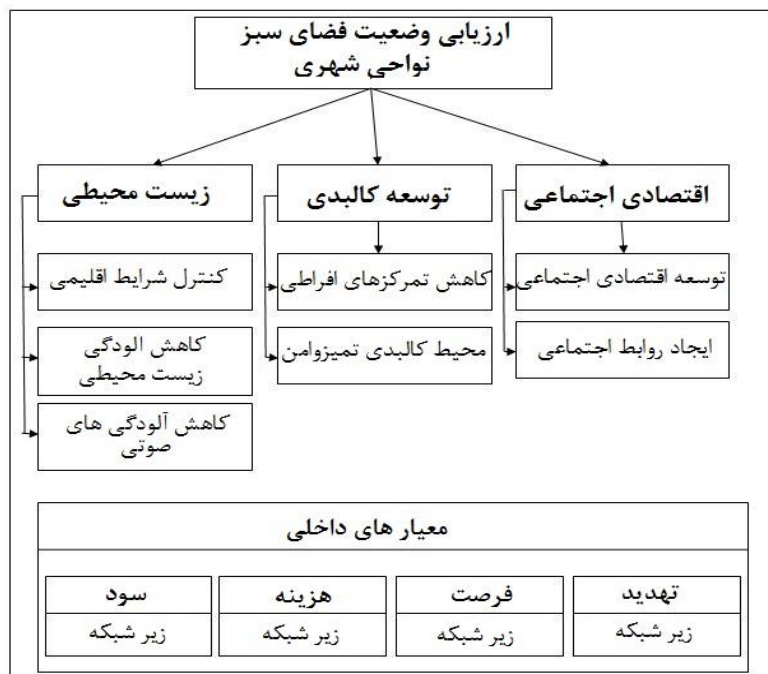 ارزیابی وضعیت فضای سبز
نواحی شهری
اقتصادی اجتماعی
توسعه کالبدی
زیست محیطی
توسعه اقتصادی اجتماعی
کاهش تمرکزهای افراطی
کنترل شرایط اقلیمی
ایجاد روابط اجتماعی
محیط کالبدی تمیزوامن
کاهش الودگی
زیست محیطی
کاهش آلودگی های
صوتی
معیار های داخلی
تهدید
فرصت
هزینه
سود
زیر شبکه
زیر شبکه
زیر شبکه
زیر شبکه